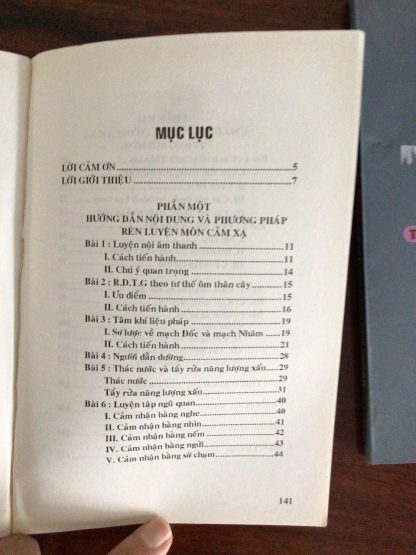 MỤC LỤC
LỜI CẢM ƠN.................................................5
LỜI GIỚI THIỆU............................................7
PHẦN MỘT
HƯỚNG DẪN NỘI DUNG VÀ PHƯƠNG PHÁP
RÈN LUYỆN MÔN CẢM XẠ
Bài 1 : Luyện nội âm thanh ......................11
I. Cách tiến hành..............................11
II. Chú ý quan trọng .........................14
Bài 2 : R.D.T.G theo tư thế ôm thân cây.....15
I. Ưu điểm .......................................15
II. Cách tiến hành .............................16
Bài 3 : Tâm khí liệu pháp .........................19
I. Sơ lược về mạch Đốc và mạch Nhâm.....19
II. Cách tiến hành .............................21
Bài 4 : Người dẫn đường..........................28
Bài 5 : Thác nước và tẩy rửa năng lượng xấu....29
Thác nước ........................................29
Tẩy rửa năng lượng xấu......................31
Bài 6 : Luyện tập ngũ quan ......................40
I. Cảm nhận bằng nghe .....................40
II. Cảm nhận bằng nhìn .....................41
III. Cảm nhận bằng nếm ....................42
IV. Cảm nhận bằng ngửi ....................43
V. Cảm nhận bằng sờ chạm ...............44
141